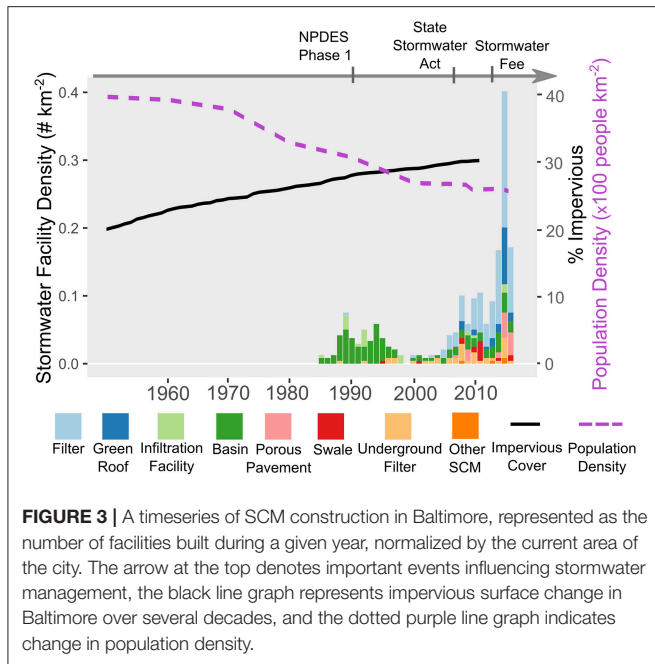 NPDES
Phase 1
State
Stormwater
Act
Stormwater
Fee
Stormwater Facility Density (# km⁻²)
0.4
0.3
0.2
0.1
0.0
40
30
20
10
0
% Impervious
Population Density (x100 people km⁻²)
1960 1970 1980 1990 2000 2010
Filter
Green
Roof
Infiltration
Facility
Basin
Porous
Pavement
Swale
Underground
Filter
Other
SCM
Impervious
Cover
Population
Density
FIGURE 3 | A timeseries of SCM construction in Baltimore, represented as the
number of facilities built during a given year, normalized by the current area of
the city. The arrow at the top denotes important events influencing stormwater
management, the black line graph represents impervious surface change in
Baltimore over several decades, and the dotted purple line graph indicates
change in population density.